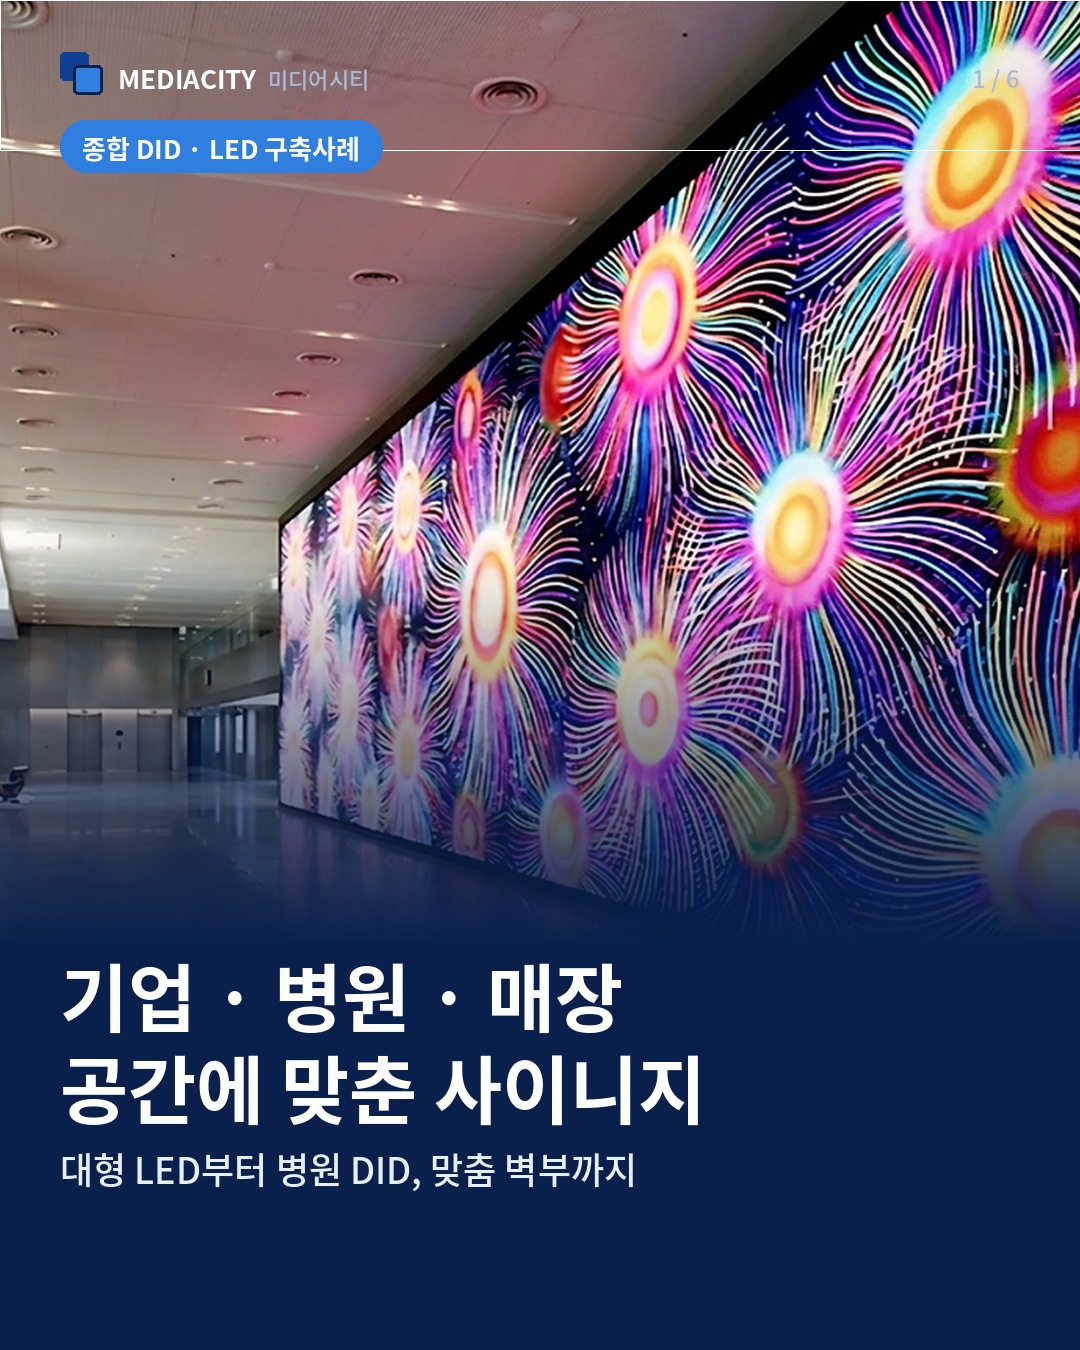 MEDIACITY 미디어시티
1 / 6
종합 DID · LED 구축사례
기업 · 병원 · 매장
공간에 맞춘 사이니지
대형 LED부터 병원 DID, 맞춤 벽부까지